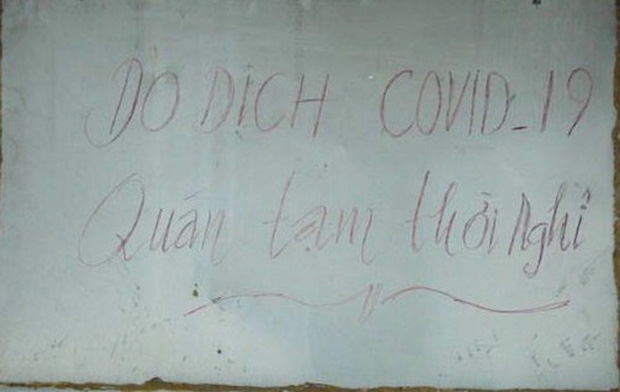 DO DỊCH COVID_19
Quán tạm thời nghỉ